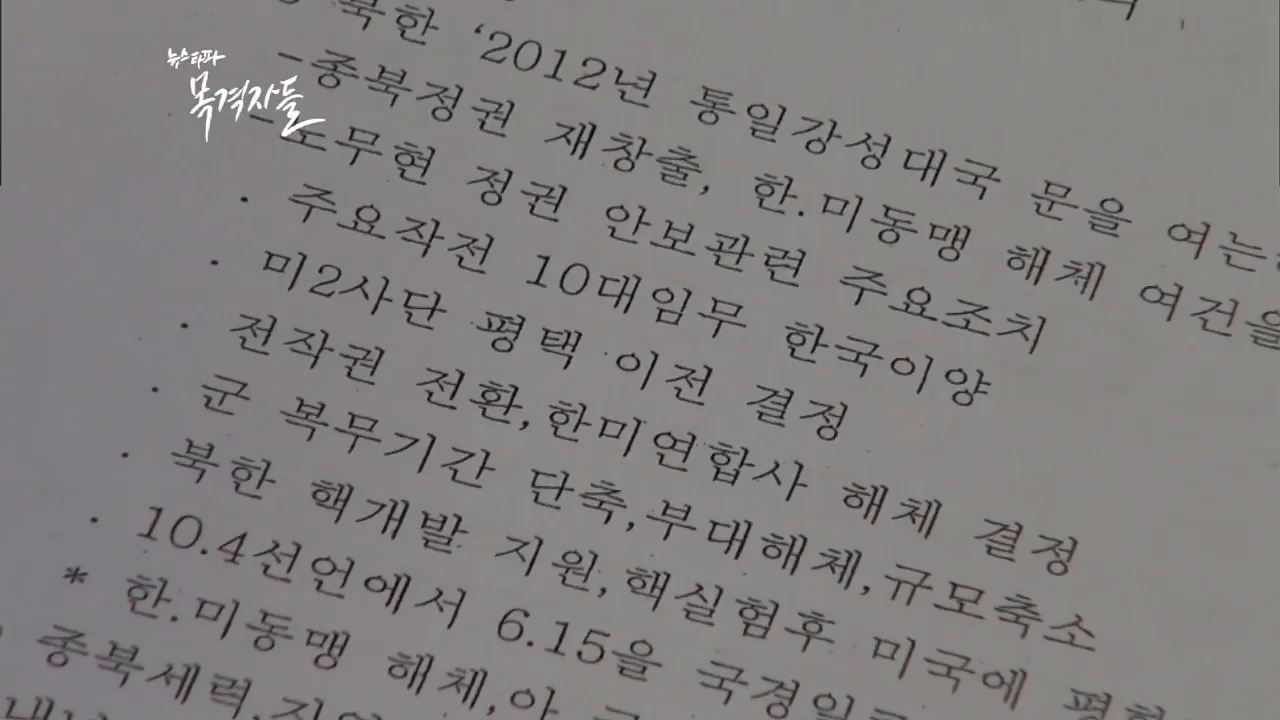 뉴스타파
목격자들
북한 '2012년 통일강성대국 문을 여는
-종북정권 재창출, 한.미동맹 해체 여건을
-노무현 정권 안보관련 주요조치
· 주요작전 10대임무 한국이양
· 미2사단 평택 이전 결정
· 전작권 전환,한미연합사 해체 결정
· 군 복무기간 단축,부대해체,규모축소
· 북한 핵개발 지원,핵실험후 미국에
· 10.4선언에서 6.15을
* 한.미동맹 해체,
종북세력,